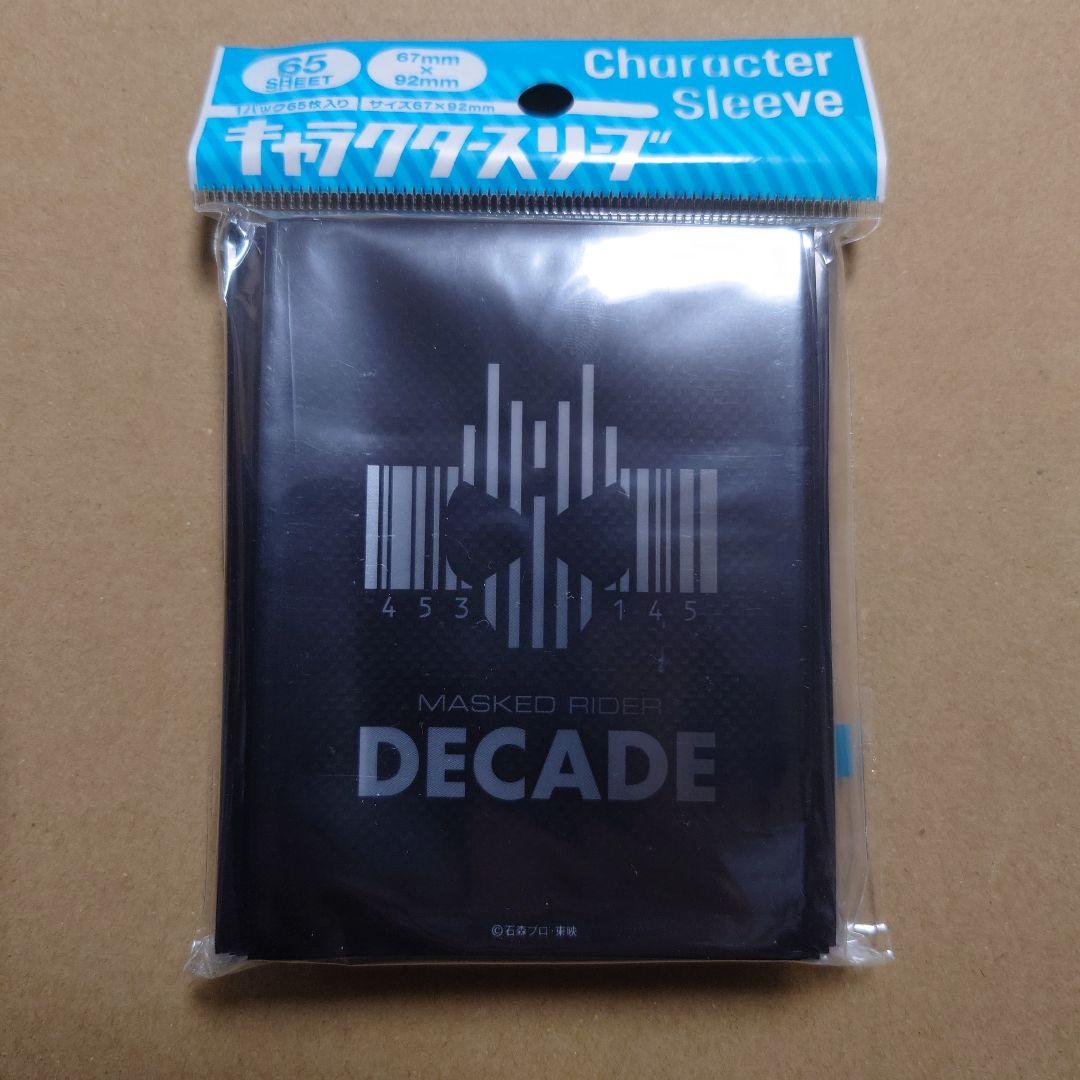 65
SHEET
67mm
×
92mm
Character
Sleeve
1パック65枚入り サイズ67×92mm
キャラクタースリーブ
453 145
MASKED RIDER
DECADE
©石森プロ・東映